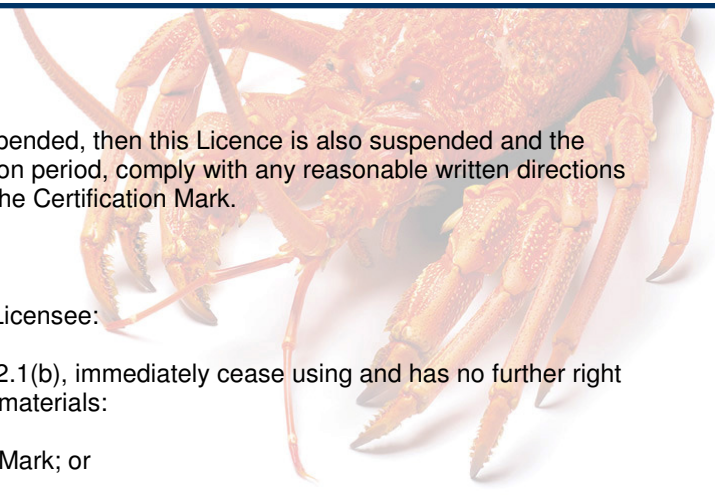 pended, then this Licence is also suspended and the
on period, comply with any reasonable written directions
he Certification Mark.
Licensee:
2.1(b), immediately cease using and has no further right
materials:
Mark; or